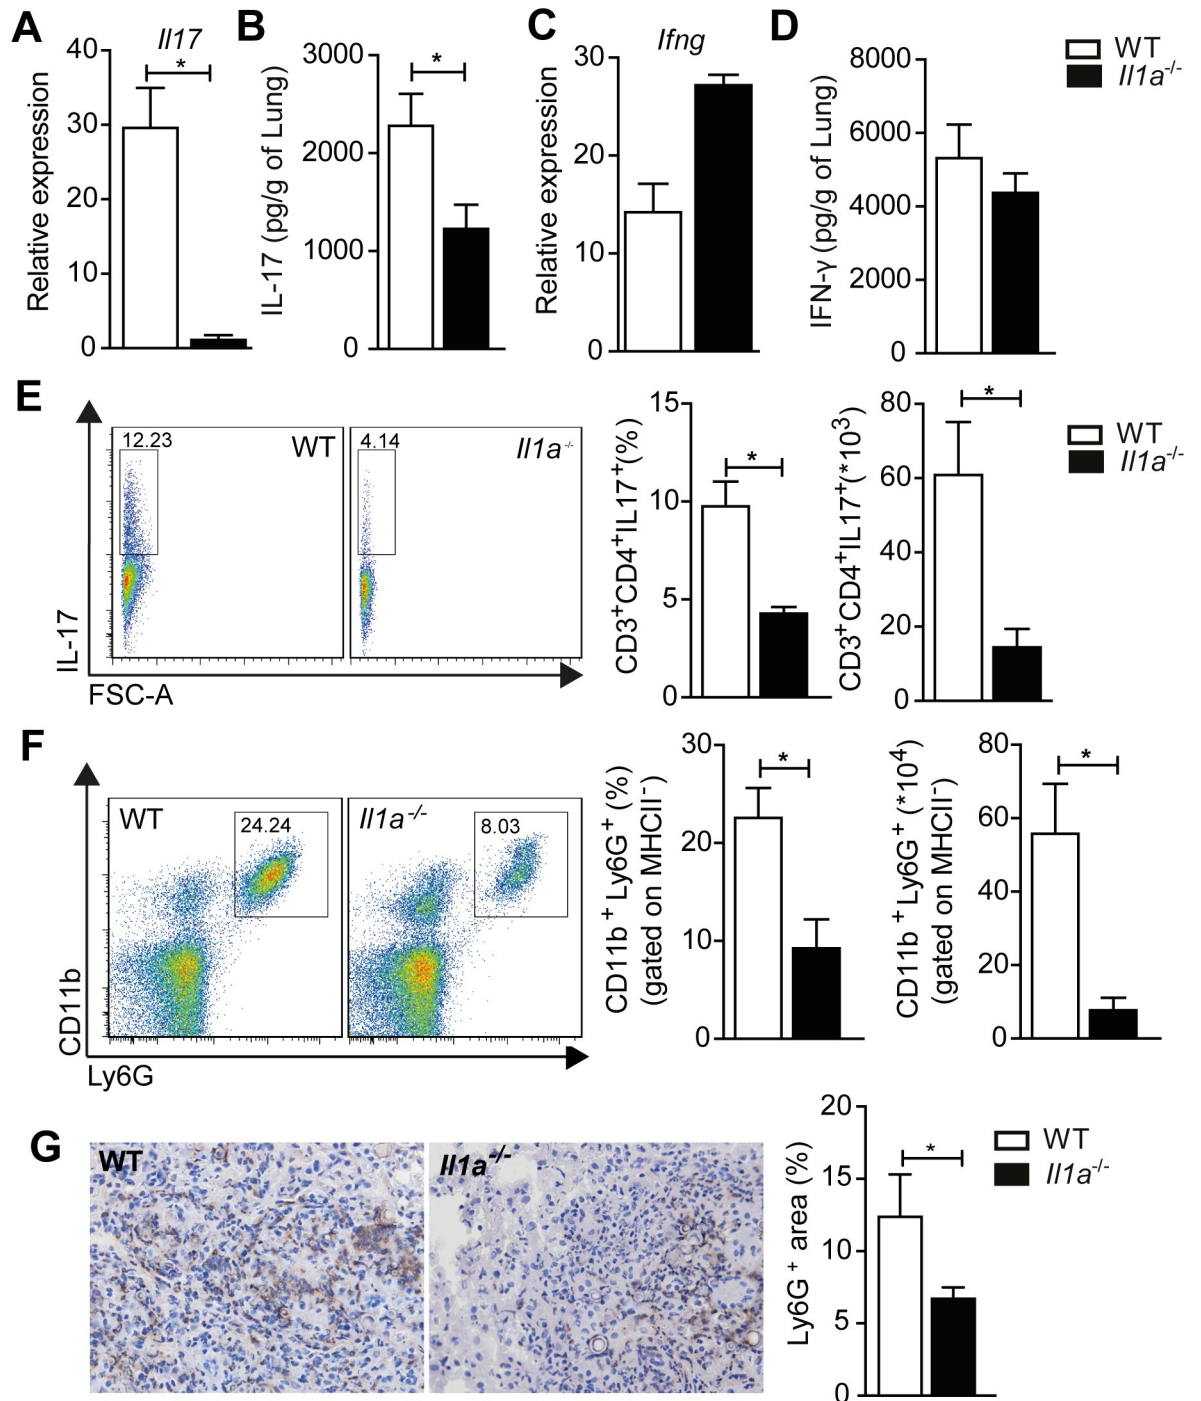 A
Il17
*
Relative expression
40
30
20
10
0
B
*
IL-17 (pg/g of Lung)
3000
2000
1000
0
C
Ifng
Relative expression
30
20
10
0
D
IFN-γ (pg/g of Lung)
8000
6000
4000
2000
0
WT
Il1a-/-
E
12.23
WT
4.14
Il1a-/-
IL-17
FSC-A
CD3+CD4+IL17+(%)
15
10
5
0
*
CD3+CD4+IL17+(*10³)
80
60
40
20
0
*
WT
Il1a-/-
F
WT
24.24
Il1a-/-
8.03
CD11b
Ly6G
CD11b+ Ly6G+ (%)
(gated on MHCII-)
30
20
10
0
*
CD11b+ Ly6G+ (*10⁴)
(gated on MHCII-)
80
60
40
20
0
*
G
WT
Il1a-/-
Ly6G+ area (%)
20
15
10
5
0
*
WT
Il1a-/-